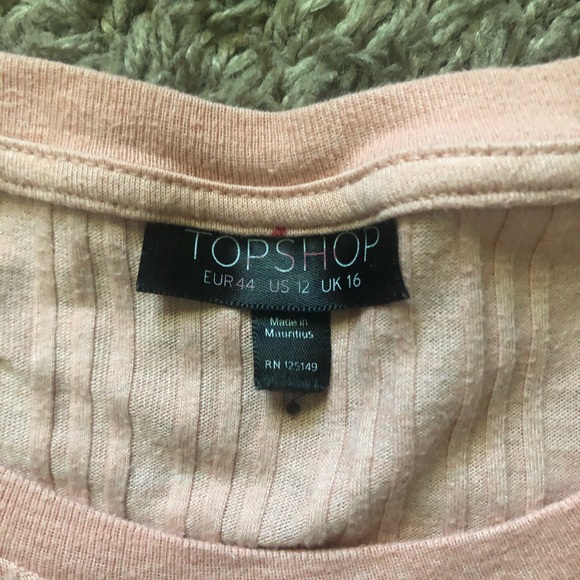 TOPSHOP
EUR 44 US 12 UK 16
Made in
Mauritius
RN 125149